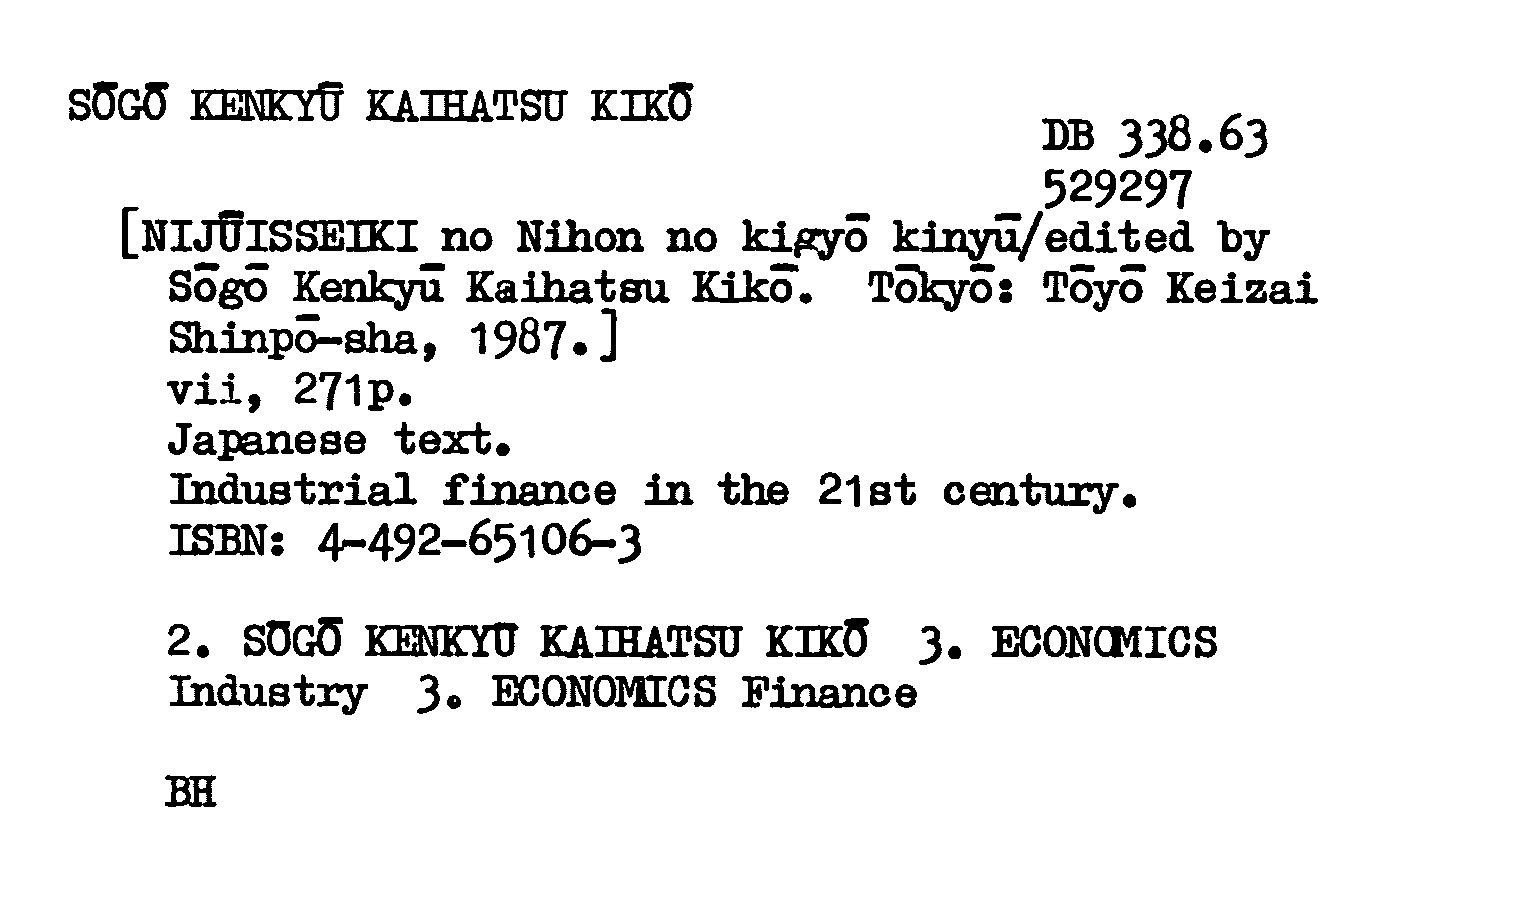 SŌGŌ KENKYŪ KAIHATSU KIKŌ
DB 338.63
529297
[NIJŪISSEIKI no Nihon no kigyō kinyū/edited by
Sōgō Kenkyū Kaihatsu Kikō. Tōkyō: Tōyō Keizai
Shinpō-sha, 1987.]
vii, 271p.
Japanese text.
Industrial finance in the 21st century.
ISBN: 4-492-65106-3
2. SŌGŌ KENKYŪ KAIHATSU KIKŌ 3. ECONOMICS
Industry 3. ECONOMICS Finance
BH